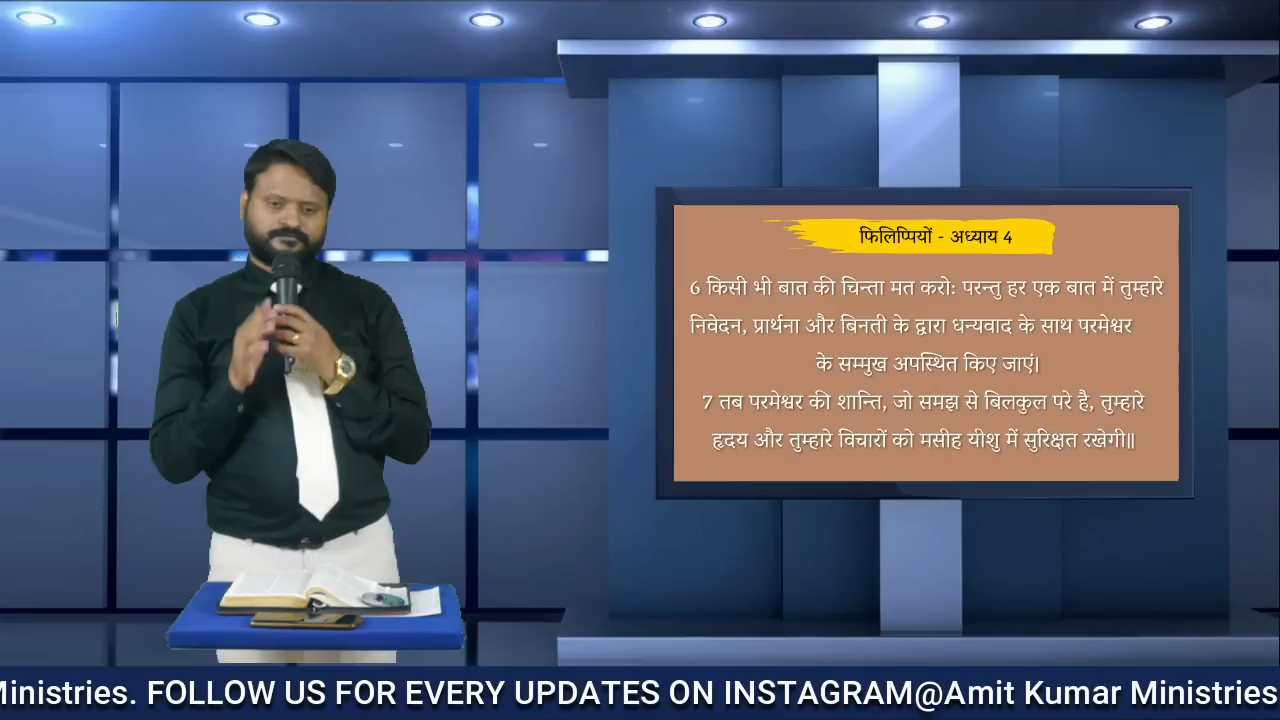 फिलिप्पियों - अध्याय 4
6 किसी भी बात की चिन्ता मत करो: परन्तु हर एक बात में तुम्हारे
निवेदन, प्रार्थना और बिनती के द्वारा धन्यवाद के साथ परमेश्वर
के सम्मुख अपस्थित किए जाएं।
7 तब परमेश्वर की शान्ति, जो समझ से बिलकुल परे है, तुम्हारे
हृदय और तुम्हारे विचारों को मसीह यीशु में सुरिक्षत रखेगी॥
Ministries. FOLLOW US FOR EVERY UPDATES ON INSTAGRAM@Amit Kumar Ministries